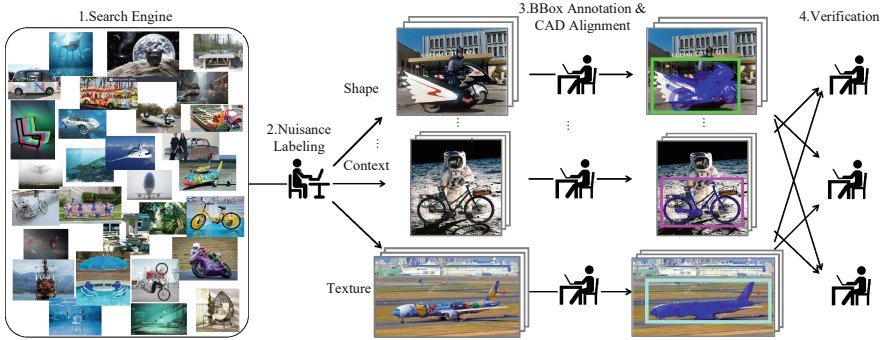 1.Search Engine
2.Nuisance
Labeling
Shape
...
Context
Texture
3.BBox Annotation &
CAD Alignment
4.Verification